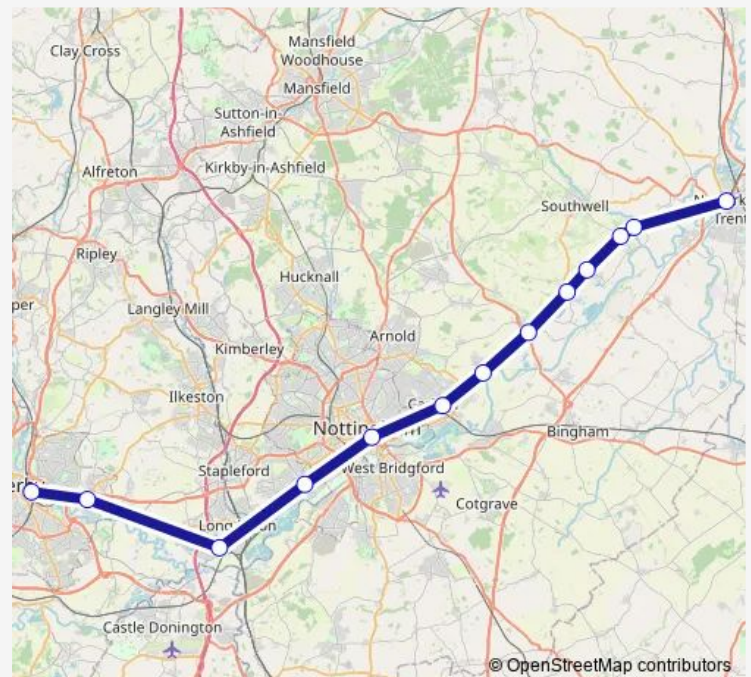 Clay Cross
Mansfield
Woodhouse
Mansfield
Sutton-in-
Ashfield
Kirkby-in-Ashfield
Alfreton
Southwell
Trent
Ripley
Hucknall
Langley Mill
Arnold
Kimberley
Ilkeston
Bingham
Stapleford
West Bridgford
Cotgrave
Castle Donington
© OpenStreetMap contributors